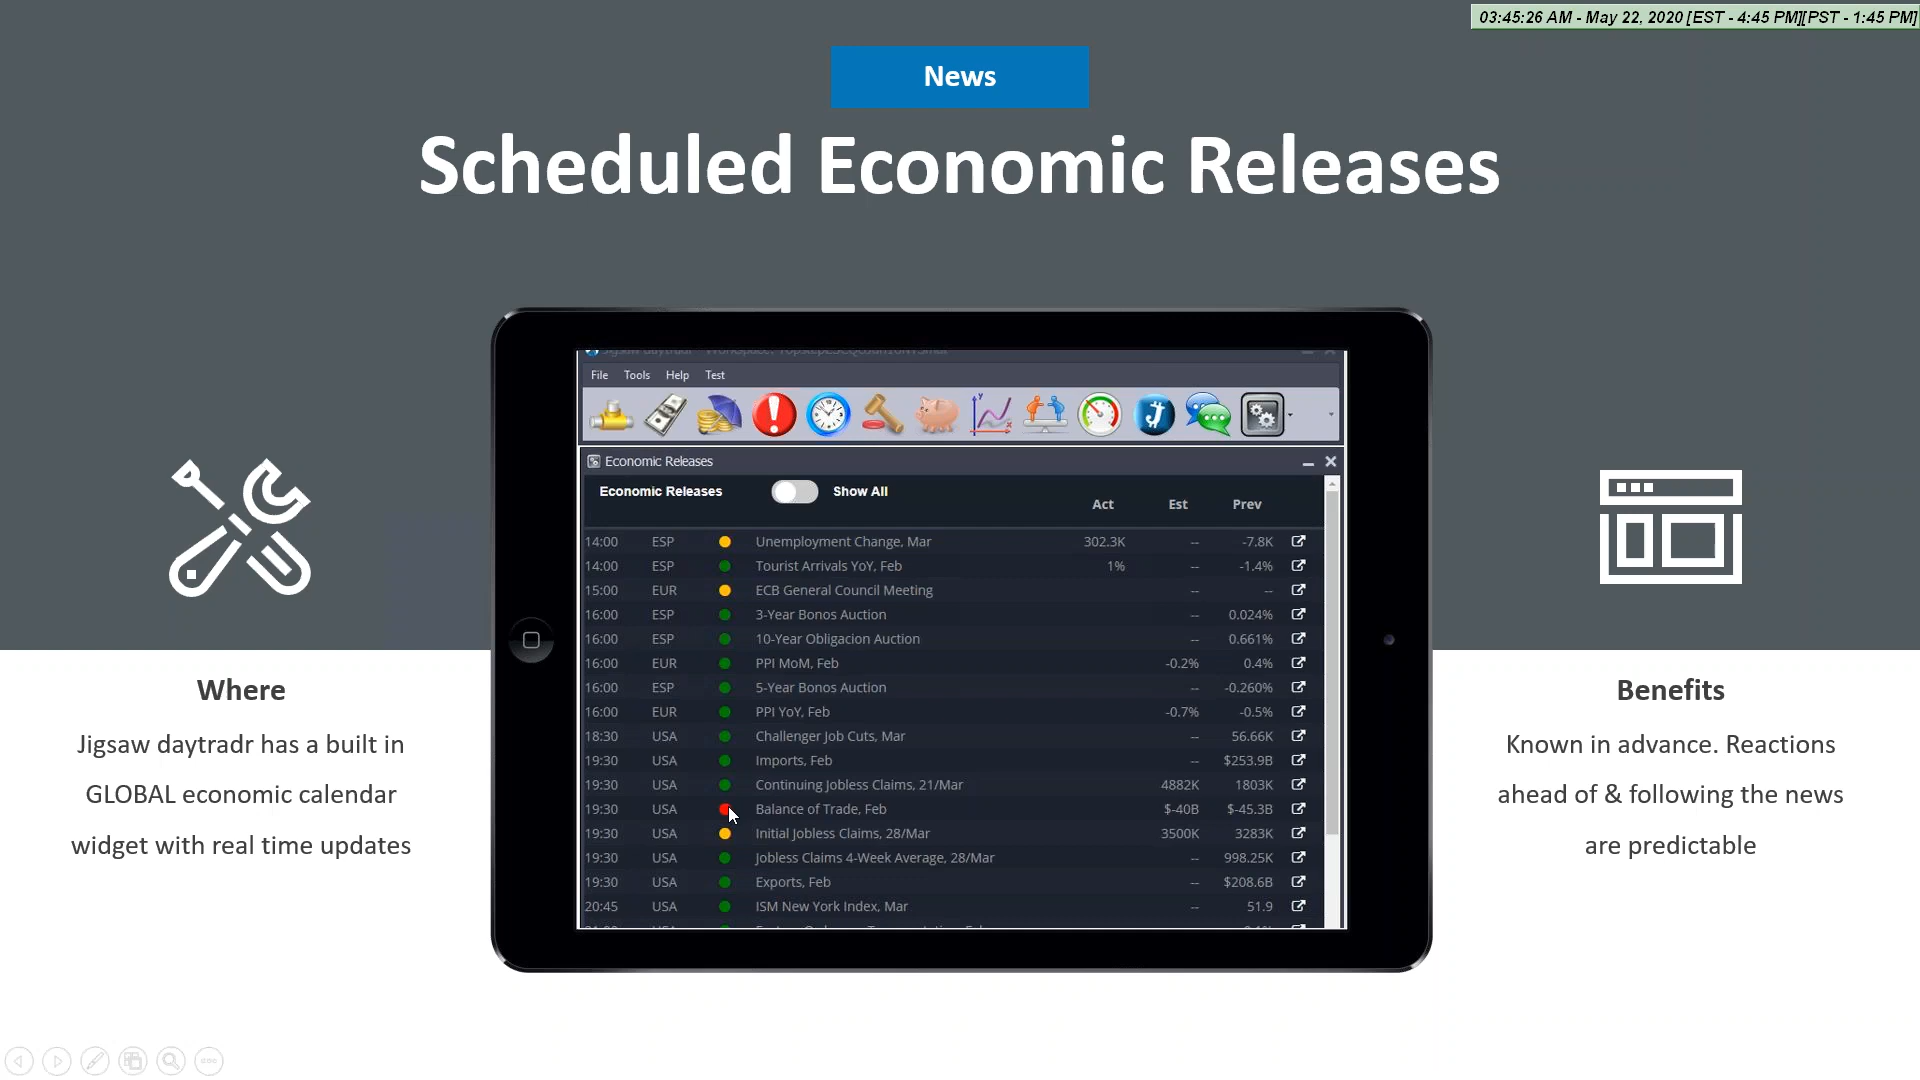 03:45:26 AM - May 22, 2020 [EST - 4:45 PM][PST - 1:45 PM]
News
Scheduled Economic Releases
File Tools Help Test
Economic Releases
Economic Releases Show All
Act Est Prev
14:00 ESP Unemployment Change, Mar 302.3K -- -7.8K
14:00 ESP Tourist Arrivals YoY, Feb 1% -- -1.4%
15:00 EUR ECB General Council Meeting -- --
16:00 ESP 3-Year Bonos Auction -- 0.024%
16:00 ESP 10-Year Obligacion Auction -- 0.661%
16:00 EUR PPI MoM, Feb -0.2% 0.4%
16:00 ESP 5-Year Bonos Auction -- -0.260%
16:00 EUR PPI YoY, Feb -0.7% -0.5%
18:30 USA Challenger Job Cuts, Mar -- 56.66K
19:30 USA Imports, Feb -- $253.9B
19:30 USA Continuing Jobless Claims, 21/Mar 4882K 1803K
19:30 USA Balance of Trade, Feb $-40B $-45.3B
19:30 USA Initial Jobless Claims, 28/Mar 3500K 3283K
19:30 USA Jobless Claims 4-Week Average, 28/Mar -- 998.25K
19:30 USA Exports, Feb -- $208.6B
20:45 USA ISM New York Index, Mar -- 51.9
Where
Jigsaw daytradr has a built in
GLOBAL economic calendar
widget with real time updates
Benefits
Known in advance. Reactions
ahead of & following the news
are predictable